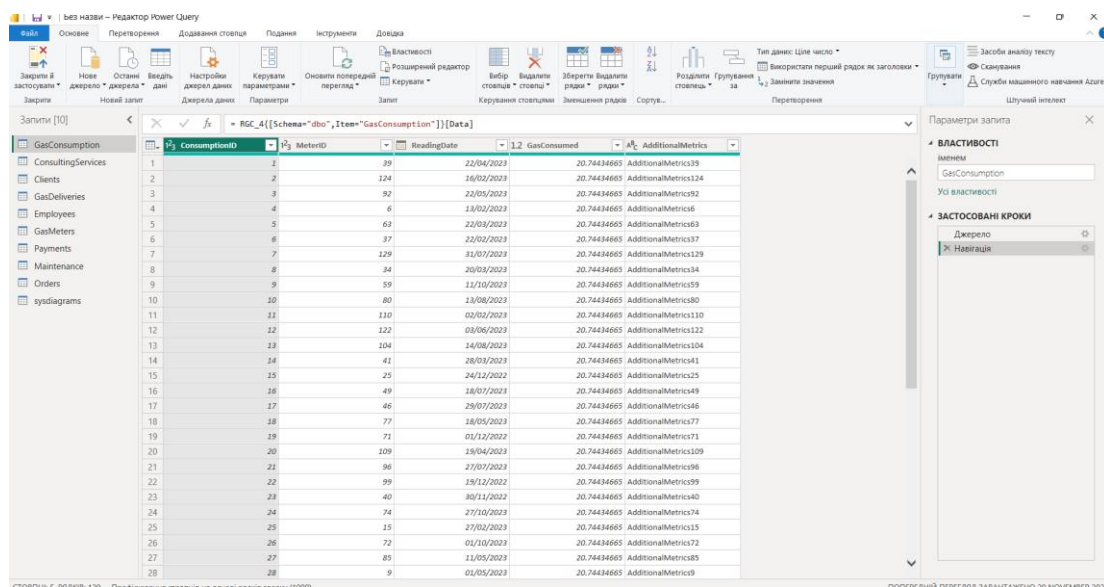 Без назви – Редактор Power Query
Файл Основне Перетворення Додавання стовпця Подання Інструменти Довідка
Закрити й застосувати
Нове джерело
Останні джерела
Введіть дані
Настройки джерел даних
Керувати параметрами
Оновити попередній перегляд
Властивості
Розширений редактор
Керувати
Вибір стовпців
Видалити стовпці
Зберегти рядки
Видалити рядки
Розділити стовпець
Групування за
Тип даних: Ціле число
Використати перший рядок як заголовки
Замінити значення
Групувати
Засоби аналізу тексту
Сканування
Служби машинного навчання Azure
Закрити Новий запит Джерела даних Параметри Запит Керування стовпцями Зменшення рядків Сортув... Перетворення Штучний інтелект
Запити [10]
GasConsumption
ConsultingServices
Clients
GasDeliveries
Employees
GasMeters
Payments
Maintenance
Orders
sysdiagrams
= RGC_4{[Schema="dbo",Item="GasConsumption"]}[Data]
ConsumptionID MeterID ReadingDate 1.2 GasConsumed AdditionalMetrics
1 1 39 22/04/2023 20.74434665 AdditionalMetrics39
2 2 124 16/02/2023 20.74434665 AdditionalMetrics124
3 3 92 22/05/2023 20.74434665 AdditionalMetrics92
4 4 6 13/02/2023 20.74434665 AdditionalMetrics6
5 5 63 22/03/2023 20.74434665 AdditionalMetrics63
6 6 37 22/02/2023 20.74434665 AdditionalMetrics37
7 7 129 31/07/2023 20.74434665 AdditionalMetrics129
8 8 34 20/03/2023 20.74434665 AdditionalMetrics34
9 9 59 11/10/2023 20.74434665 AdditionalMetrics59
10 10 80 13/08/2023 20.74434665 AdditionalMetrics80
11 11 110 02/02/2023 20.74434665 AdditionalMetrics110
12 12 122 03/06/2023 20.74434665 AdditionalMetrics122
13 13 104 14/08/2023 20.74434665 AdditionalMetrics104
14 14 41 28/03/2023 20.74434665 AdditionalMetrics41
15 15 25 24/12/2022 20.74434665 AdditionalMetrics25
16 16 49 18/07/2023 20.74434665 AdditionalMetrics49
17 17 46 29/07/2023 20.74434665 AdditionalMetrics46
18 18 77 18/05/2023 20.74434665 AdditionalMetrics77
19 19 71 01/12/2022 20.74434665 AdditionalMetrics71
20 20 109 19/04/2023 20.74434665 AdditionalMetrics109
21 21 96 27/07/2023 20.74434665 AdditionalMetrics96
22 22 99 19/12/2022 20.74434665 AdditionalMetrics99
23 23 40 30/11/2022 20.74434665 AdditionalMetrics40
24 24 74 27/10/2023 20.74434665 AdditionalMetrics74
25 25 15 27/02/2023 20.74434665 AdditionalMetrics15
26 26 72 01/10/2023 20.74434665 AdditionalMetrics72
27 27 85 11/05/2023 20.74434665 AdditionalMetrics85
28 28 9 01/05/2023 20.74434665 AdditionalMetrics9
Параметри запита
ВЛАСТИВОСТІ
Іменем
GasConsumption
Усі властивості
ЗАСТОСОВАНІ КРОКИ
Джерело
Навігація